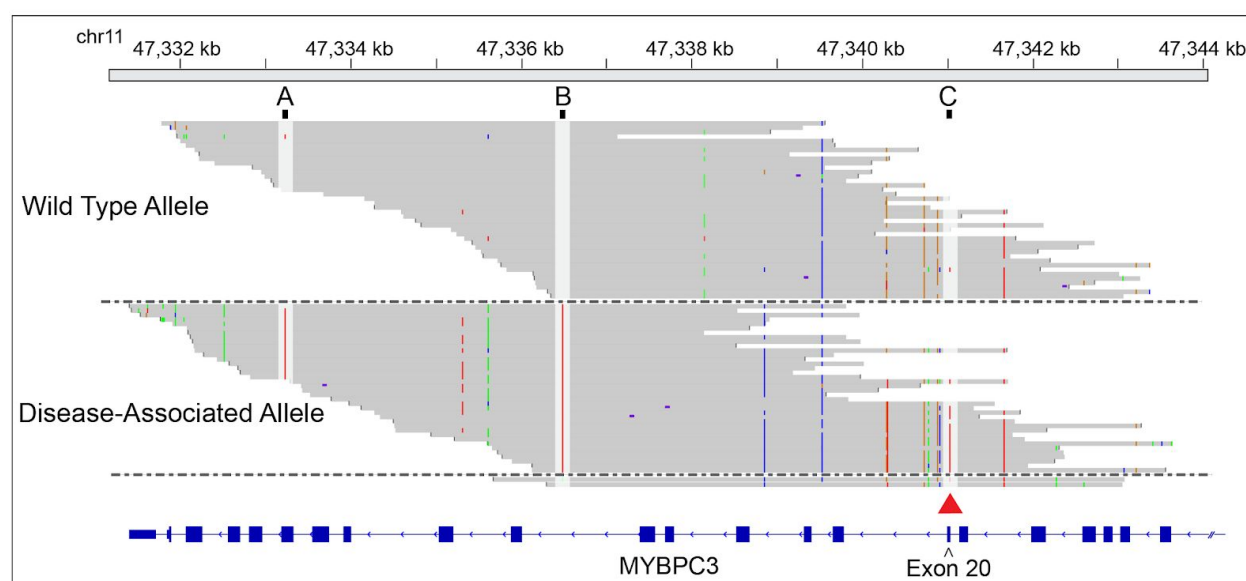 chr11
47,332 kb 47,334 kb 47,336 kb 47,338 kb 47,340 kb 47,342 kb 47,344 kb
A B C
Wild Type Allele
Disease-Associated Allele
MYBPC3
^
Exon 20